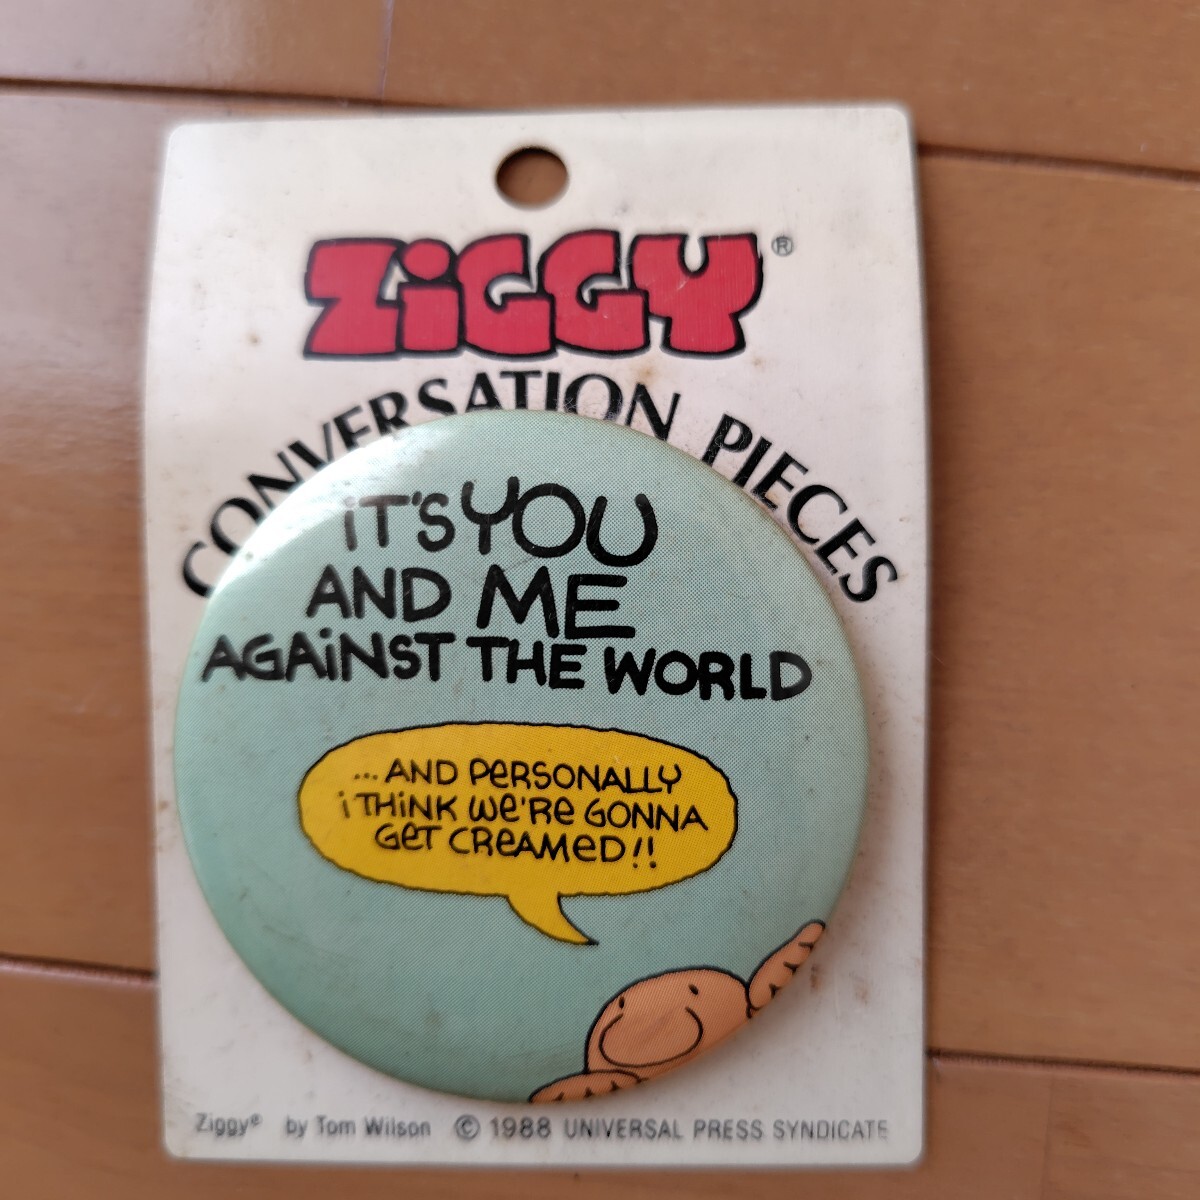 ZiGGY®
CONVERSATION PIECES
iT'S YOU
AND ME
AGAiNST THE WORLD
... AND PeRSONALLY
i THiNK We'Re GONNA
GeT CReAMeD!!
Ziggy® by Tom Wilson © 1988 UNIVERSAL PRESS SYNDICATE